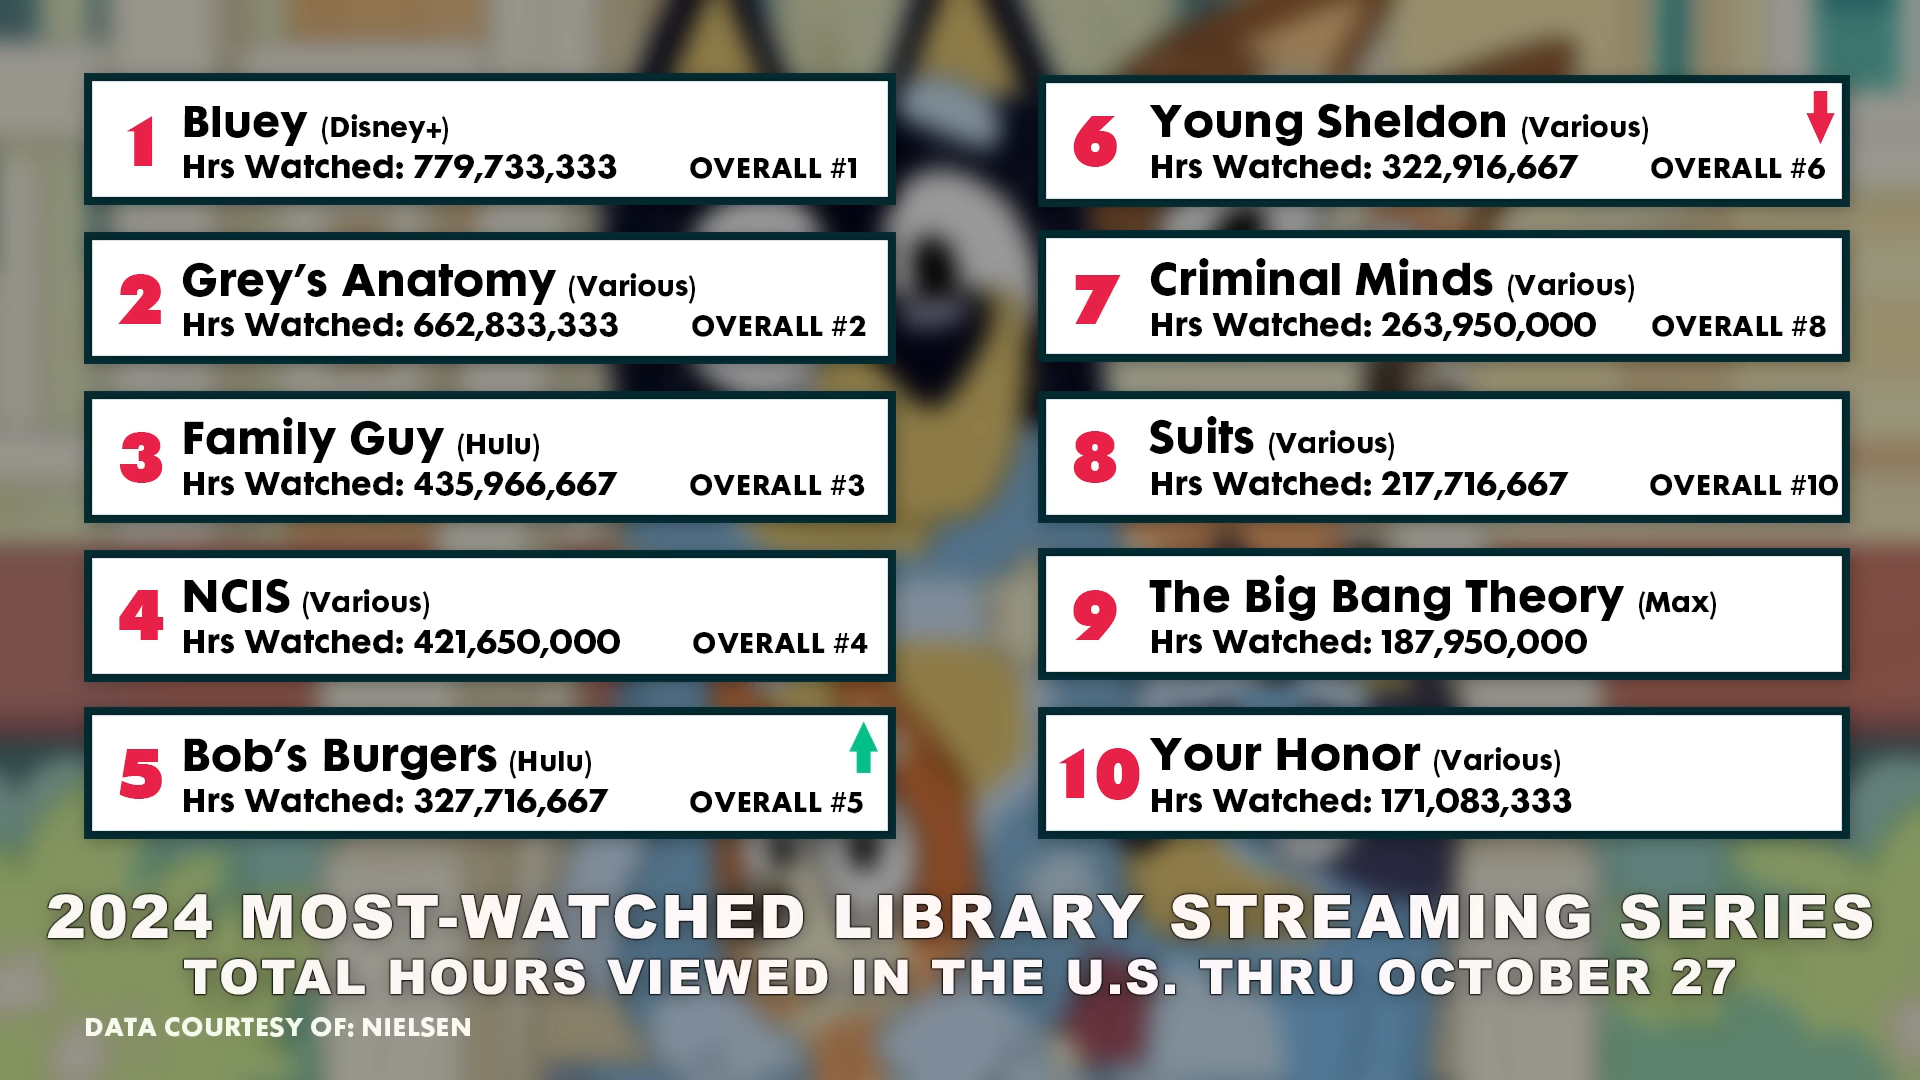 1
Bluey (Disney+)
Hrs Watched: 779,733,333 OVERALL #1
2
Grey's Anatomy (Various)
Hrs Watched: 662,833,333 OVERALL #2
3
Family Guy (Hulu)
Hrs Watched: 435,966,667 OVERALL #3
4
NCIS (Various)
Hrs Watched: 421,650,000 OVERALL #4
5
Bob's Burgers (Hulu)
Hrs Watched: 327,716,667 OVERALL #5
6
Young Sheldon (Various)
Hrs Watched: 322,916,667 OVERALL #6
7
Criminal Minds (Various)
Hrs Watched: 263,950,000 OVERALL #8
8
Suits (Various)
Hrs Watched: 217,716,667 OVERALL #10
9
The Big Bang Theory (Max)
Hrs Watched: 187,950,000
10
Your Honor (Various)
Hrs Watched: 171,083,333
2024 MOST-WATCHED LIBRARY STREAMING SERIES
TOTAL HOURS VIEWED IN THE U.S. THRU OCTOBER 27
DATA COURTESY OF: NIELSEN